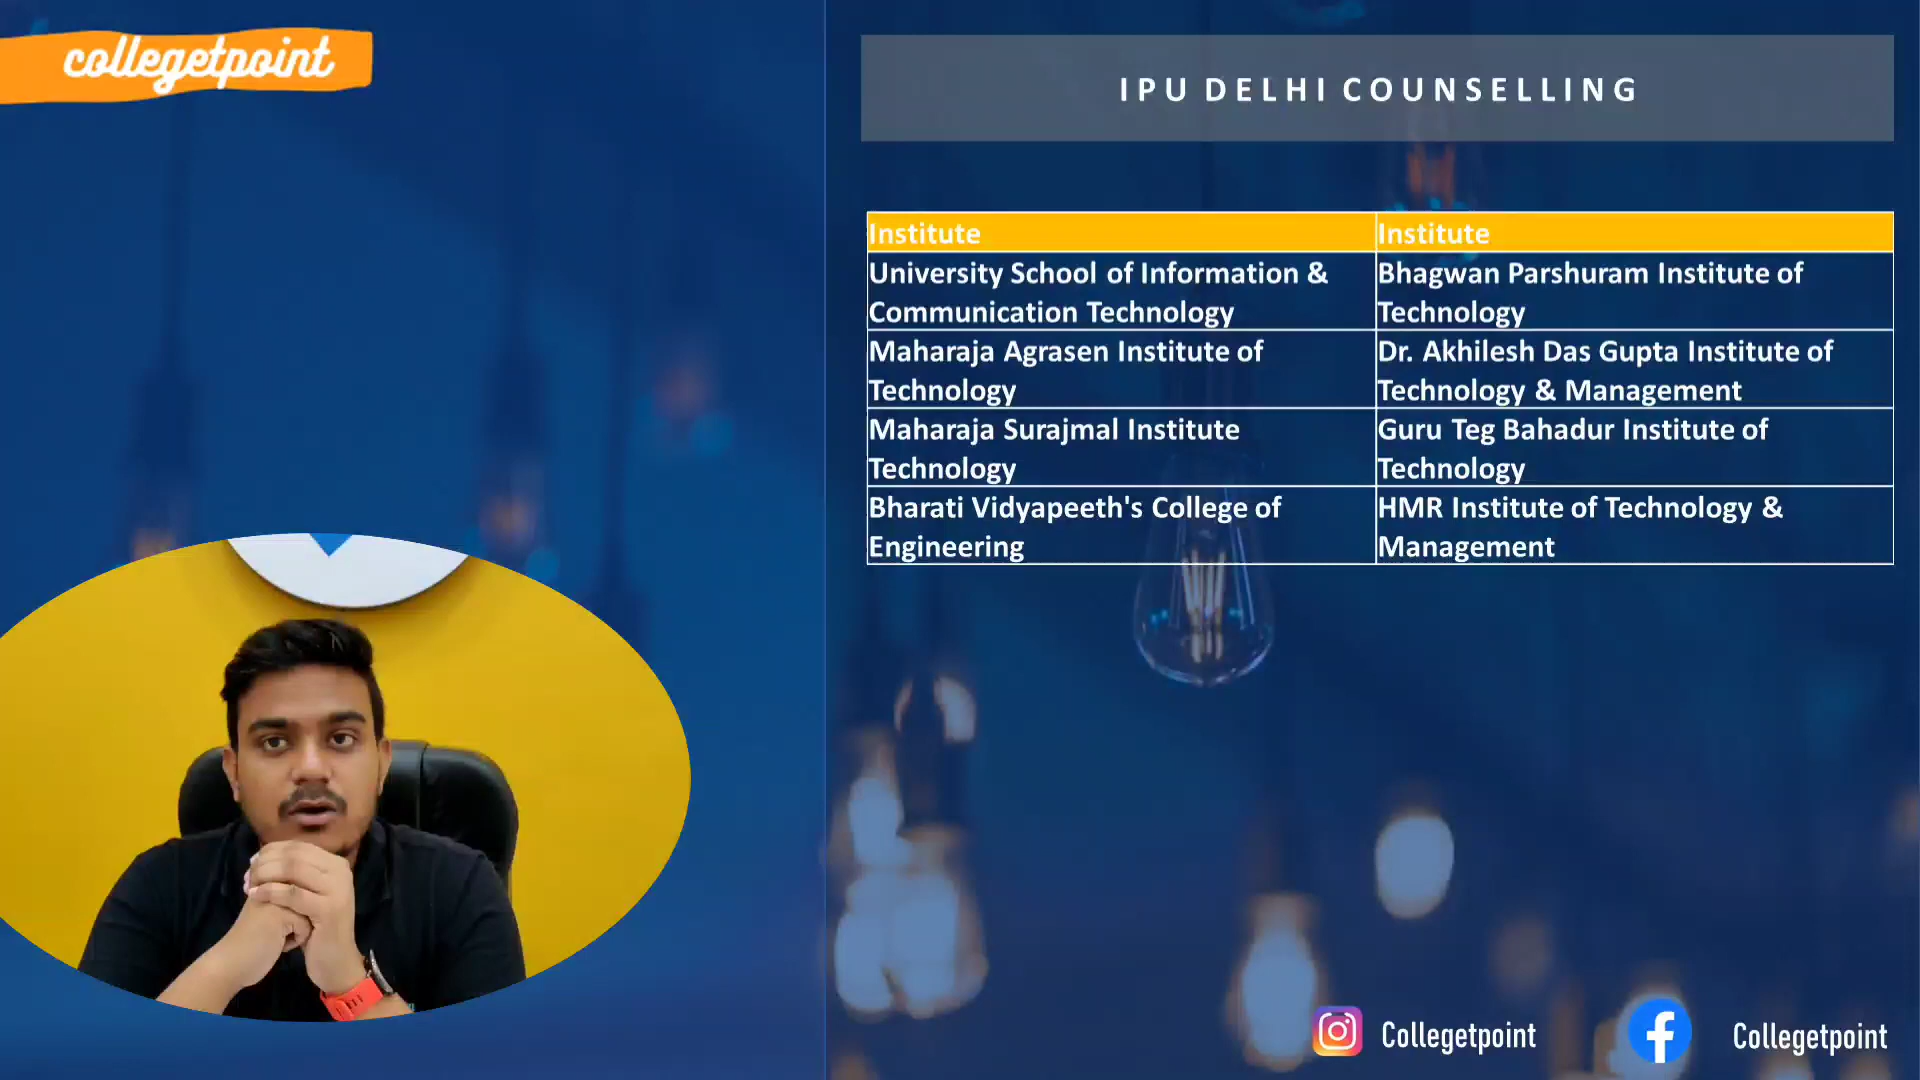 collegetpoint
IPU DELHI COUNSELLING
Institute
Institute
University School of Information &
Communication Technology
Bhagwan Parshuram Institute of
Technology
Maharaja Agrasen Institute of
Technology
Dr. Akhilesh Das Gupta Institute of
Technology & Management
Maharaja Surajmal Institute
Technology
Guru Teg Bahadur Institute of
Technology
Bharati Vidyapeeth's College of
Engineering
HMR Institute of Technology &
Management
Collegetpoint
Collegetpoint